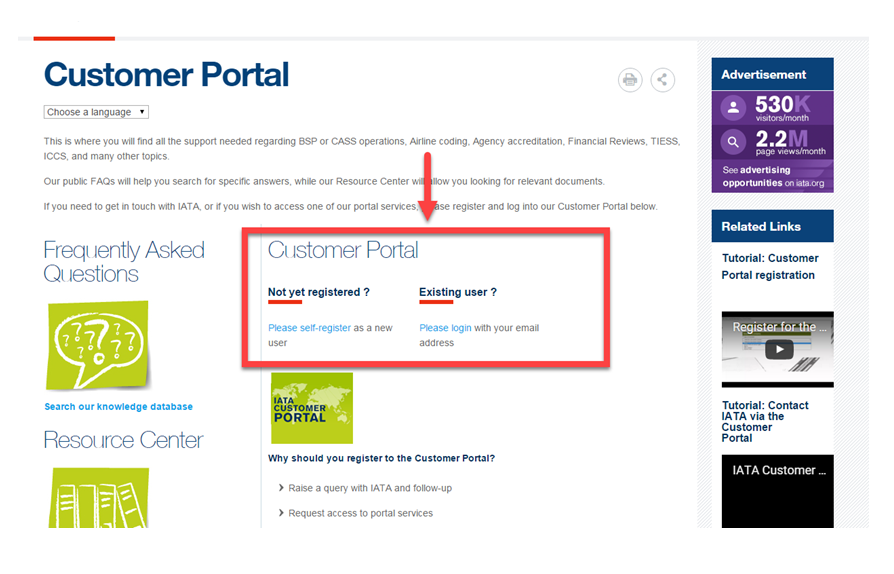 Customer Portal
Choose a language
This is where you will find all the support needed regarding BSP or CASS operations, Airline coding, Agency accreditation, Financial Reviews, TIESS,
ICCS, and many other topics.
Our public FAQs will help you search for specific answers, while our Resource Center will allow you looking for relevant documents.
If you need to get in touch with IATA, or if you wish to access one of our portal services, please register and log into our Customer Portal below.
Frequently Asked
Questions
Search our knowledge database
Resource Center
Customer Portal
Not yet registered ?
Please self-register as a new
user
Existing user ?
Please login with your email
address
IATA
CUSTOMER
PORTAL
Why should you register to the Customer Portal?
Raise a query with IATA and follow-up
Request access to portal services
Advertisement
530K
visitors/month
2.2M
page views/month
See advertising
opportunities on iata.org
Related Links
Tutorial: Customer
Portal registration
Register for the ...
Tutorial: Contact
IATA via the
Customer
Portal
IATA Customer ...